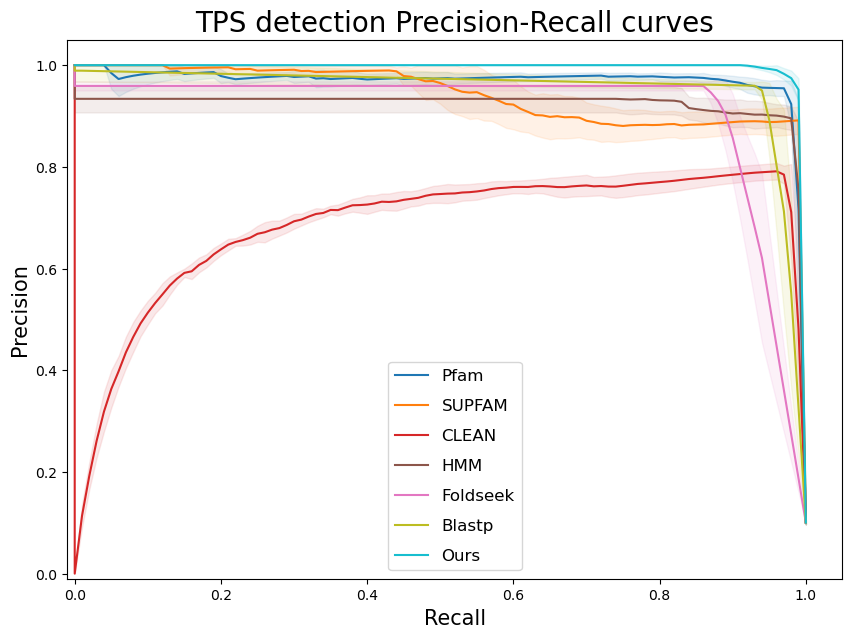 TPS detection Precision-Recall curves
Precision
1.0
0.8
0.6
0.4
0.2
0.0
Pfam
SUPFAM
CLEAN
HMM
Foldseek
Blastp
Ours
0.0 0.2 0.4 0.6 0.8 1.0
Recall